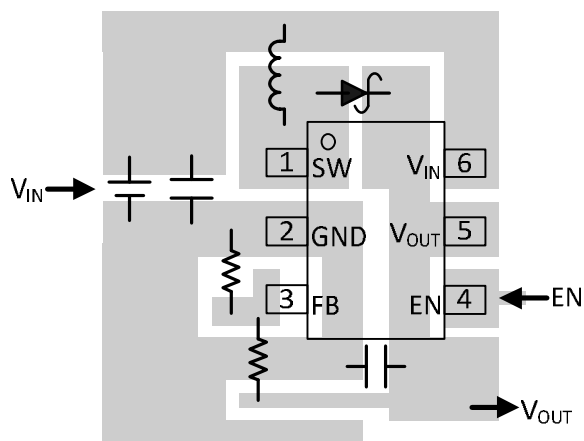 1 SW
V_IN 6
V_IN
2 GND
V_OUT 5
3 FB
EN 4
EN
V_OUT